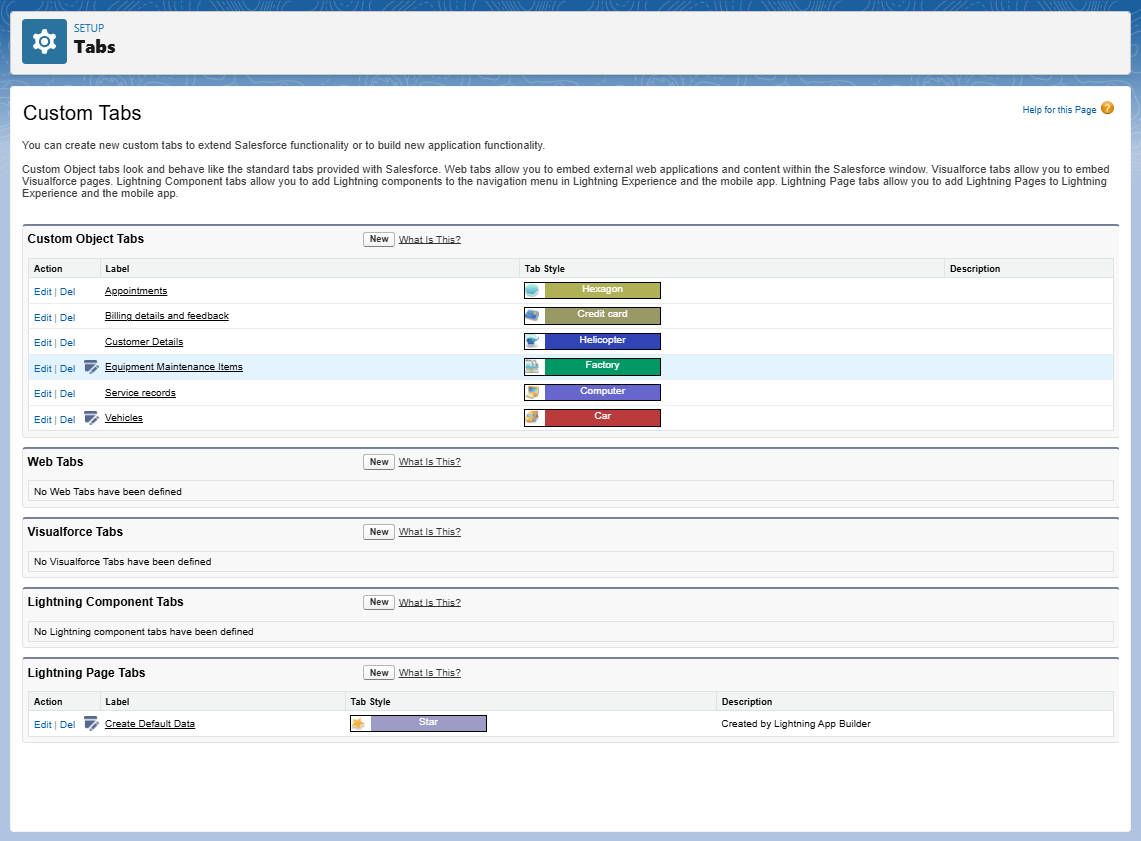 SETUP
Tabs
Custom Tabs
Help for this Page ?
You can create new custom tabs to extend Salesforce functionality or to build new application functionality.
Custom Object tabs look and behave like the standard tabs provided with Salesforce. Web tabs allow you to embed external web applications and content within the Salesforce window. Visualforce tabs allow you to embed
Visualforce pages. Lightning Component tabs allow you to add Lightning components to the navigation menu in Lightning Experience and the mobile app. Lightning Page tabs allow you to add Lightning Pages to Lightning
Experience and the mobile app.
Custom Object Tabs New What Is This?
Action Label Tab Style Description
Edit | Del Appointments Hexagon
Edit | Del Billing details and feedback Credit card
Edit | Del Customer Details Helicopter
Edit | Del Equipment Maintenance Items Factory
Edit | Del Service records Computer
Edit | Del Vehicles Car
Web Tabs New What Is This?
No Web Tabs have been defined
Visualforce Tabs New What Is This?
No Visualforce Tabs have been defined
Lightning Component Tabs New What Is This?
No Lightning component tabs have been defined
Lightning Page Tabs New What Is This?
Action Label Tab Style Description
Edit | Del Create Default Data Star Created by Lightning App Builder